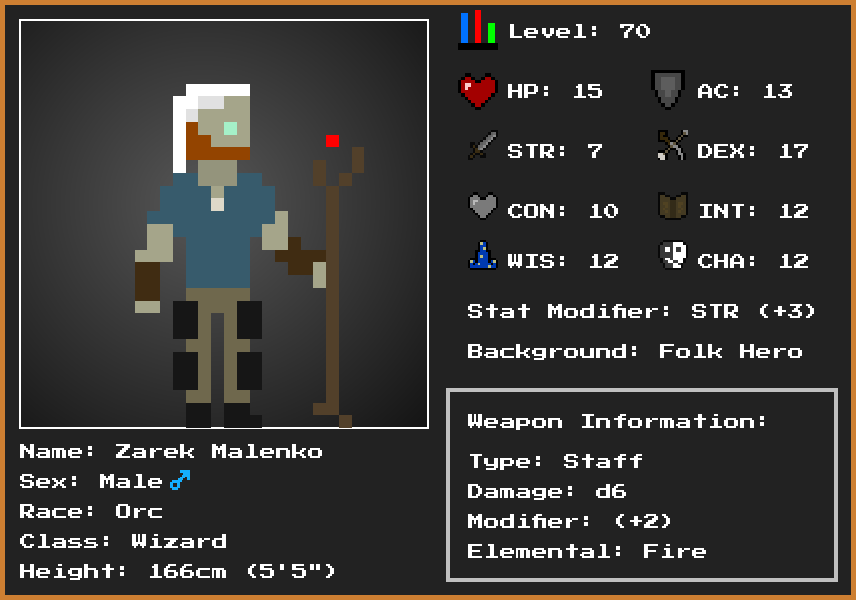 Level: 70
HP: 15
AC: 13
STR: 7
DEX: 17
CON: 10
INT: 12
WIS: 12
CHA: 12
Stat Modifier: STR (+3)
Background: Folk Hero
Weapon Information:
Type: Staff
Damage: d6
Modifier: (+2)
Elemental: Fire
Name: Zarek Malenko
Sex: Male ♂
Race: Orc
Class: Wizard
Height: 166cm (5'5")